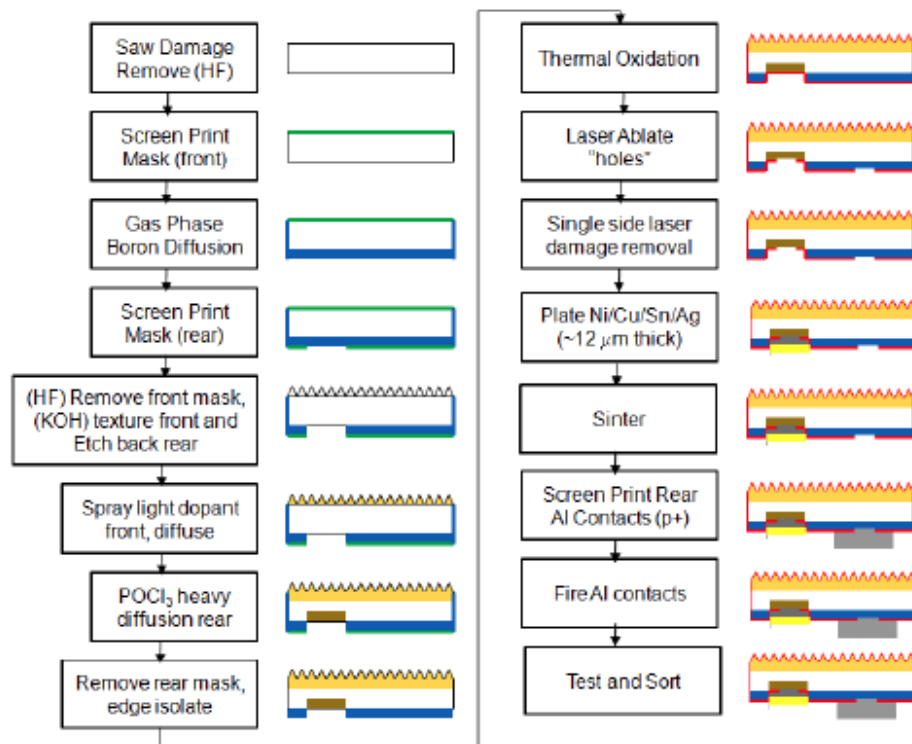 Saw Damage
Remove (HF)
Screen Print
Mask (front)
Gas Phase
Boron Diffusion
Screen Print
Mask (rear)
(HF) Remove front mask,
(KOH) texture front and
Etch back rear
Spray light dopant
front, diffuse
POCl₃ heavy
diffusion rear
Remove rear mask,
edge isolate
Thermal Oxidation
Laser Ablate
"holes"
Single side laser
damage removal
Plate Ni/Cu/Sn/Ag
(~12 μm thick)
Sinter
Screen Print Rear
Al Contacts (p+)
Fire Al contacts
Test and Sort